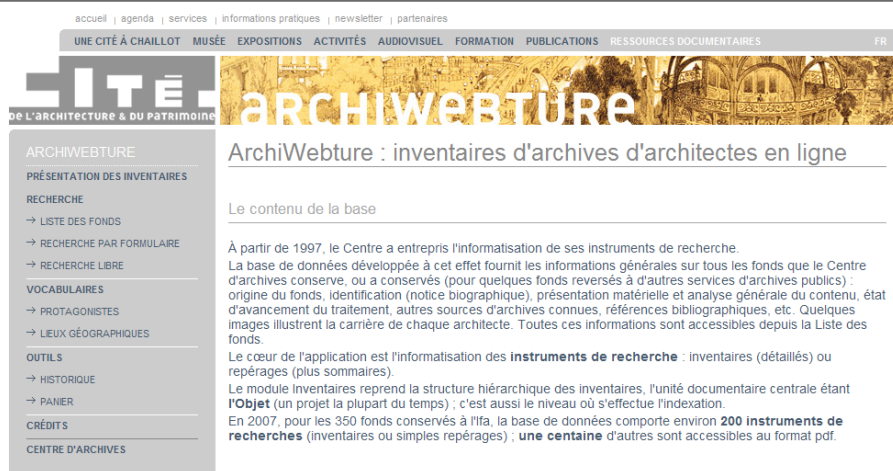 accueil | agenda | services | informations pratiques | newsletter | partenaires
UNE CITÉ À CHAILLOT MUSÉE EXPOSITIONS ACTIVITÉS AUDIOVISUEL FORMATION PUBLICATIONS RESSOURCES DOCUMENTAIRES FR
CITÉ
DE L'ARCHITECTURE & DU PATRIMOINE
ARCHIWEBTURE
ARCHIWEBTURE
PRÉSENTATION DES INVENTAIRES
RECHERCHE
→ LISTE DES FONDS
→ RECHERCHE PAR FORMULAIRE
→ RECHERCHE LIBRE
VOCABULAIRES
→ PROTAGONISTES
→ LIEUX GÉOGRAPHIQUES
OUTILS
→ HISTORIQUE
→ PANIER
CRÉDITS
CENTRE D'ARCHIVES
ArchiWebture : inventaires d'archives d'architectes en ligne
Le contenu de la base
À partir de 1997, le Centre a entrepris l'informatisation de ses instruments de recherche.
La base de données développée à cet effet fournit les informations générales sur tous les fonds que le Centre
d'archives conserve, ou a conservés (pour quelques fonds reversés à d'autres services d'archives publics) :
origine du fonds, identification (notice biographique), présentation matérielle et analyse générale du contenu, état
d'avancement du traitement, autres sources d'archives connues, références bibliographiques, etc. Quelques
images illustrent la carrière de chaque architecte. Toutes ces informations sont accessibles depuis la Liste des
fonds.
Le cœur de l'application est l'informatisation des instruments de recherche : inventaires (détaillés) ou
repérages (plus sommaires).
Le module Inventaires reprend la structure hiérarchique des inventaires, l'unité documentaire centrale étant
l'Objet (un projet la plupart du temps) ; c'est aussi le niveau où s'effectue l'indexation.
En 2007, pour les 350 fonds conservés à l'Ifa, la base de données comporte environ 200 instruments de
recherches (inventaires ou simples repérages) ; une centaine d'autres sont accessibles au format pdf.